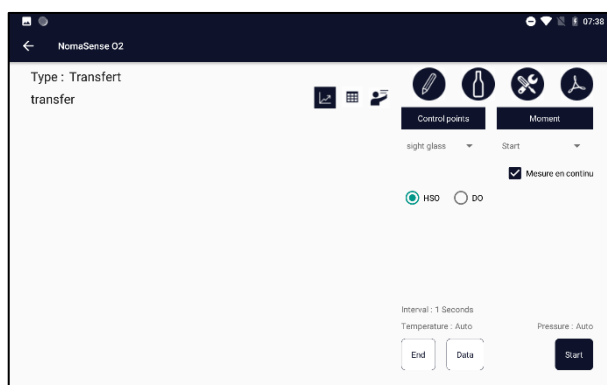 07:38
NomaSense O2
Type : Transfert
transfer
Control points
Moment
sight glass
Start
Mesure en continu
HSO
DO
Interval : 1 Seconds
Temperature : Auto
Pressure : Auto
End
Data
Start